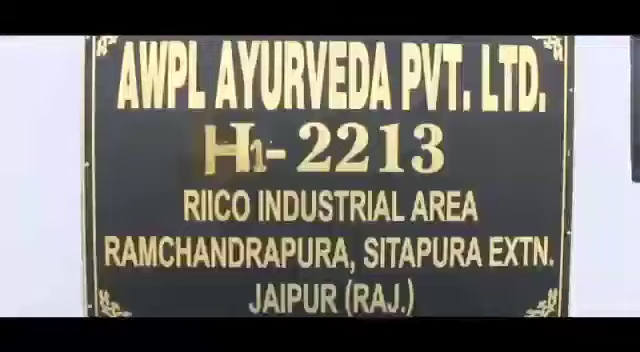 AWPL AYURVEDA PVT. LTD.
H1- 2213
RIICO INDUSTRIAL AREA
RAMCHANDRAPURA, SITAPURA EXTN.
JAIPUR (RAJ.)